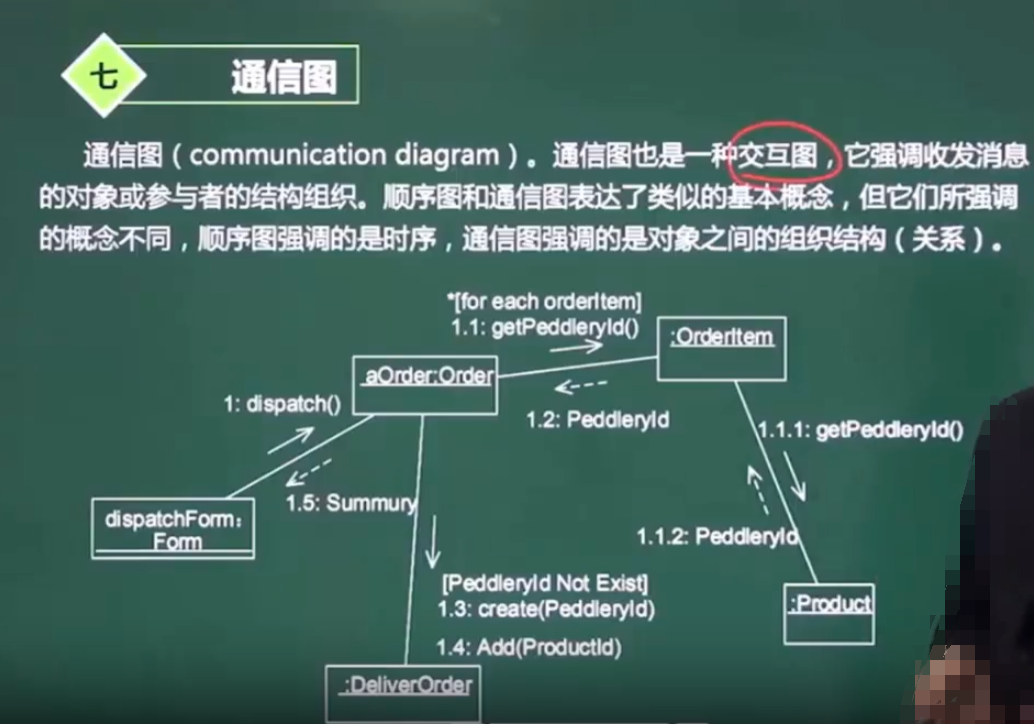 七
通信图
通信图（communication diagram）。通信图也是一种交互图，它强调收发消息
的对象或参与者的结构组织。顺序图和通信图表达了类似的基本概念，但它们所强调
的概念不同，顺序图强调的是时序，通信图强调的是对象之间的组织结构（关系）。
*[for each orderItem]
1.1: getPeddleryId()
:OrderItem
aOrder:Order
1: dispatch()
1.2: PeddleryId
1.1.1: getPeddleryId()
1.5: Summury
dispatchForm:
Form
1.1.2: PeddleryId
[PeddleryId Not Exist]
1.3: create(PeddleryId)
:Product
1.4: Add(ProductId)
:DeliverOrder